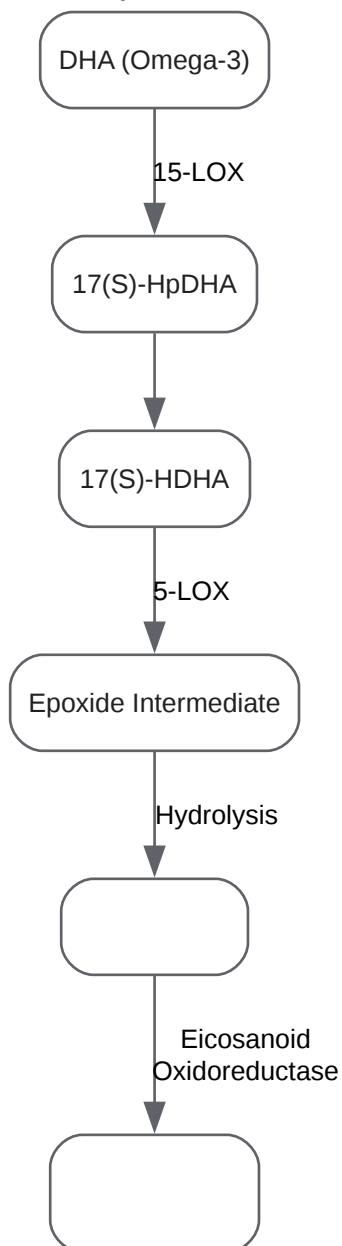 DHA (Omega-3)
15-LOX
17(S)-HpDHA
17(S)-HDHA
5-LOX
Epoxide Intermediate
Hydrolysis
Eicosanoid
Oxidoreductase